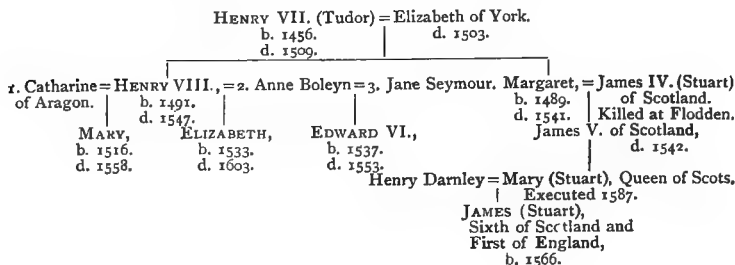 HENRY VII. (Tudor) = Elizabeth of York.
b. 1456. d. 1503.
d. 1509.
1. Catharine = HENRY VIII., = 2. Anne Boleyn = 3. Jane Seymour. Margaret, = James IV. (Stuart)
of Aragon. b. 1491. b. 1489. of Scotland.
d. 1547. d. 1541. Killed at Flodden.
MARY, ELIZABETH, EDWARD VI., James V. of Scotland,
b. 1516. b. 1533. b. 1537. d. 1542.
d. 1558. d. 1603. d. 1553.
Henry Darnley = Mary (Stuart), Queen of Scots.
Executed 1587.
JAMES (Stuart),
Sixth of Scotland and
First of England,
b. 1566.